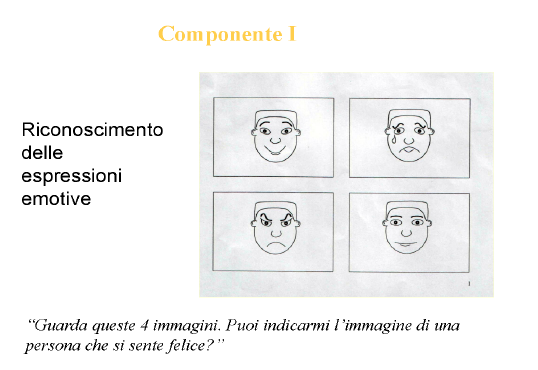 Componente I
Riconoscimento
delle
espressioni
emotive
1
“Guarda queste 4 immagini. Puoi indicarmi l’immagine di una
persona che si sente felice?”